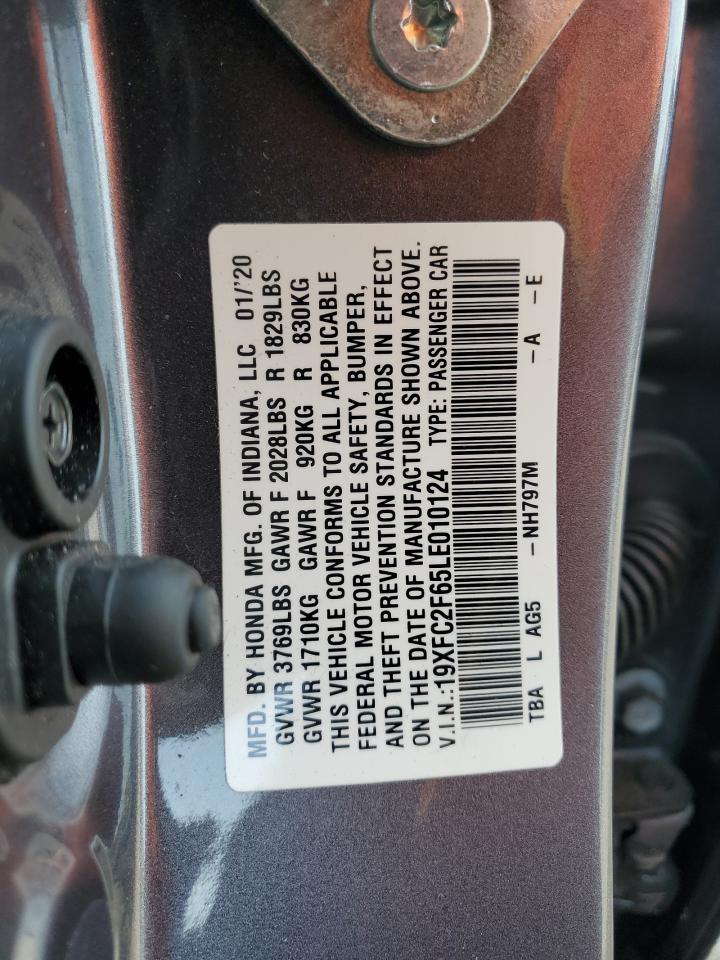 MFD. BY HONDA MFG. OF INDIANA, LLC 01/'20
GVWR 3769LBS GAWR F 2028LBS R 1829LBS
GVWR 1710KG GAWR F 920KG R 830KG
THIS VEHICLE CONFORMS TO ALL APPLICABLE
FEDERAL MOTOR VEHICLE SAFETY, BUMPER,
AND THEFT PREVENTION STANDARDS IN EFFECT
ON THE DATE OF MANUFACTURE SHOWN ABOVE.
V.I.N.:19XFC2F65LE010124 TYPE: PASSENGER CAR
TBA L AG5 -NH797M -A -E